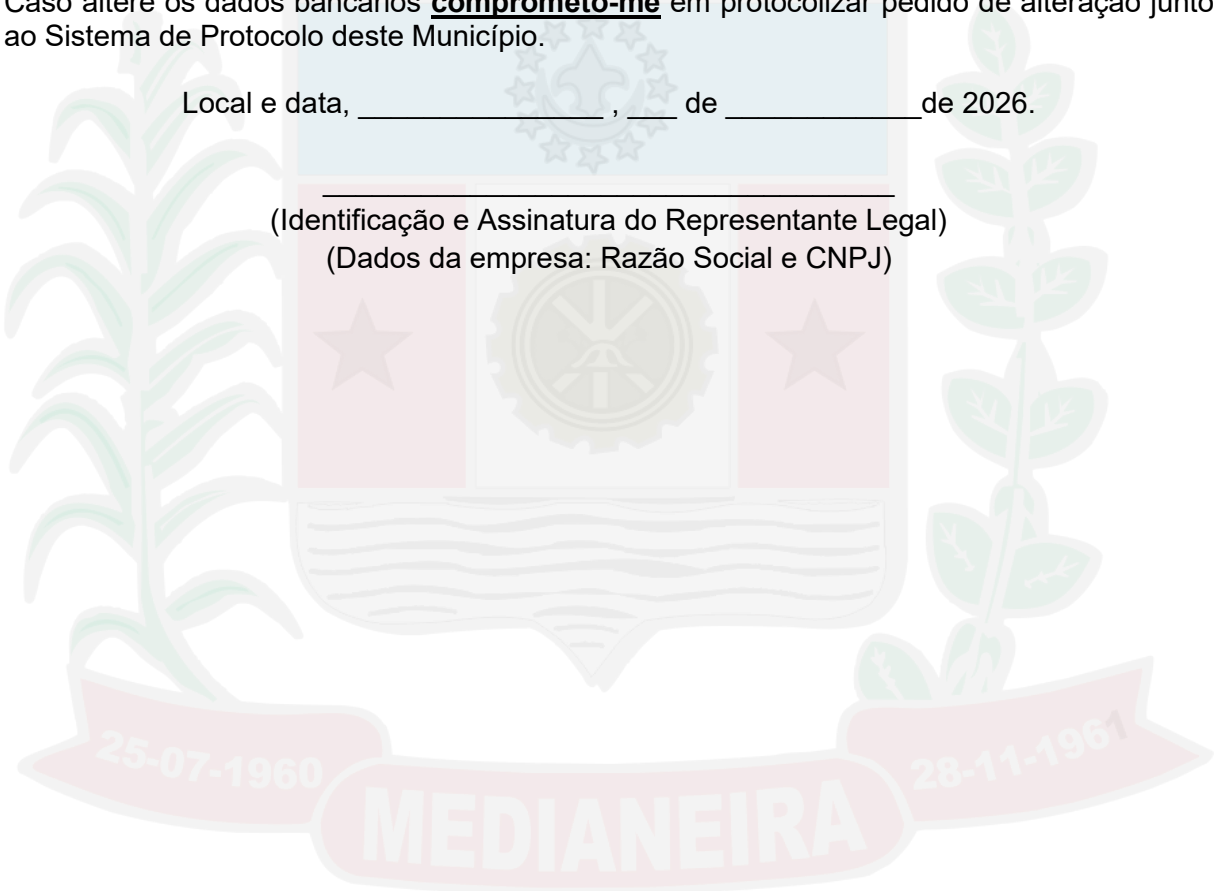 Caso altere os dados bancários comprometo-me em protocolizar pedido de alteração junto
ao Sistema de Protocolo deste Município.
Local e data, _______________ , ___ de ____________de 2026.
___________________________________
(Identificação e Assinatura do Representante Legal)
(Dados da empresa: Razão Social e CNPJ)
25-07-1960
28-11-1961
MEDIANEIRA